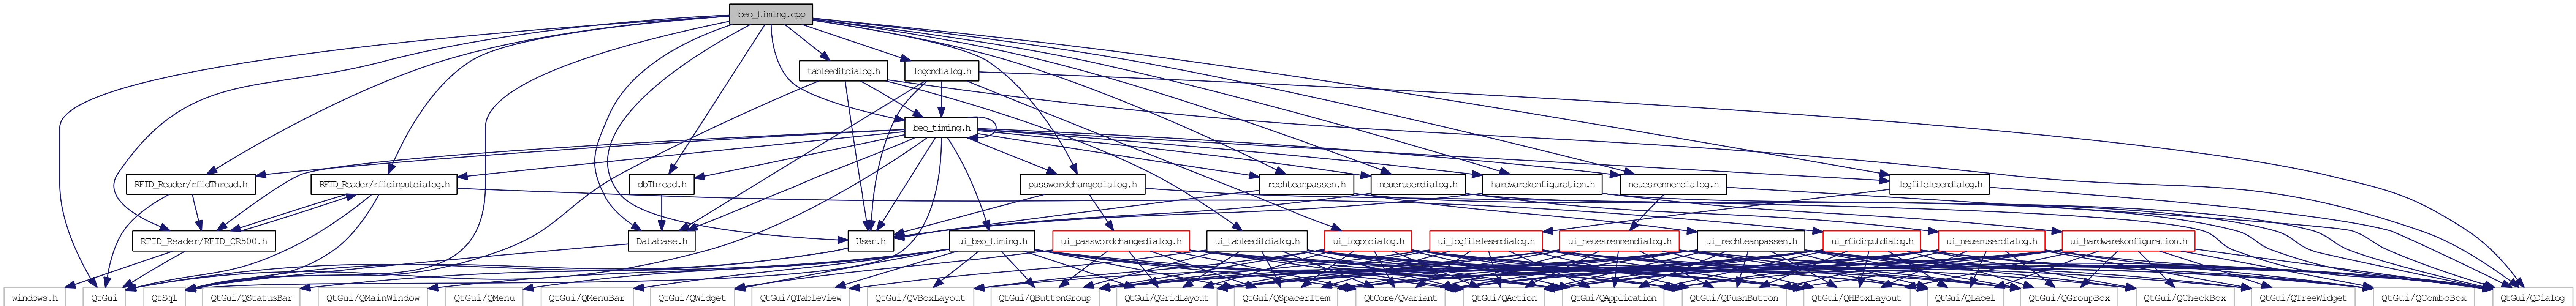 beo_timing.cpp
tableeditdialog.h
logondialog.h
beo_timing.h
RFID_Reader/rfidThread.h
RFID_Reader/rfidinputdialog.h
dbThread.h
passwordchangedialog.h
rechteanpassen.h
neueruserdialog.h
hardwarekonfiguration.h
neuesrennendialog.h
logfilelesendialog.h
RFID_Reader/RFID_CR500.h
Database.h
User.h
ui_beo_timing.h
ui_passwordchangedialog.h
ui_tableeditdialog.h
ui_logondialog.h
ui_logfilelesendialog.h
ui_neuesrennendialog.h
ui_rechteanpassen.h
ui_rfidinputdialog.h
ui_neueruserdialog.h
ui_hardwarekonfiguration.h
windows.h
QtGui
QtSql
QtGui/QStatusBar
QtGui/QMainWindow
QtGui/QMenu
QtGui/QMenuBar
QtGui/QWidget
QtGui/QTableView
QtGui/QVBoxLayout
QtGui/QButtonGroup
QtGui/QGridLayout
QtGui/QSpacerItem
QtCore/QVariant
QtGui/QAction
QtGui/QApplication
QtGui/QPushButton
QtGui/QHBoxLayout
QtGui/QLabel
QtGui/QGroupBox
QtGui/QCheckBox
QtGui/QTreeWidget
QtGui/QComboBox
QtGui/QDialog